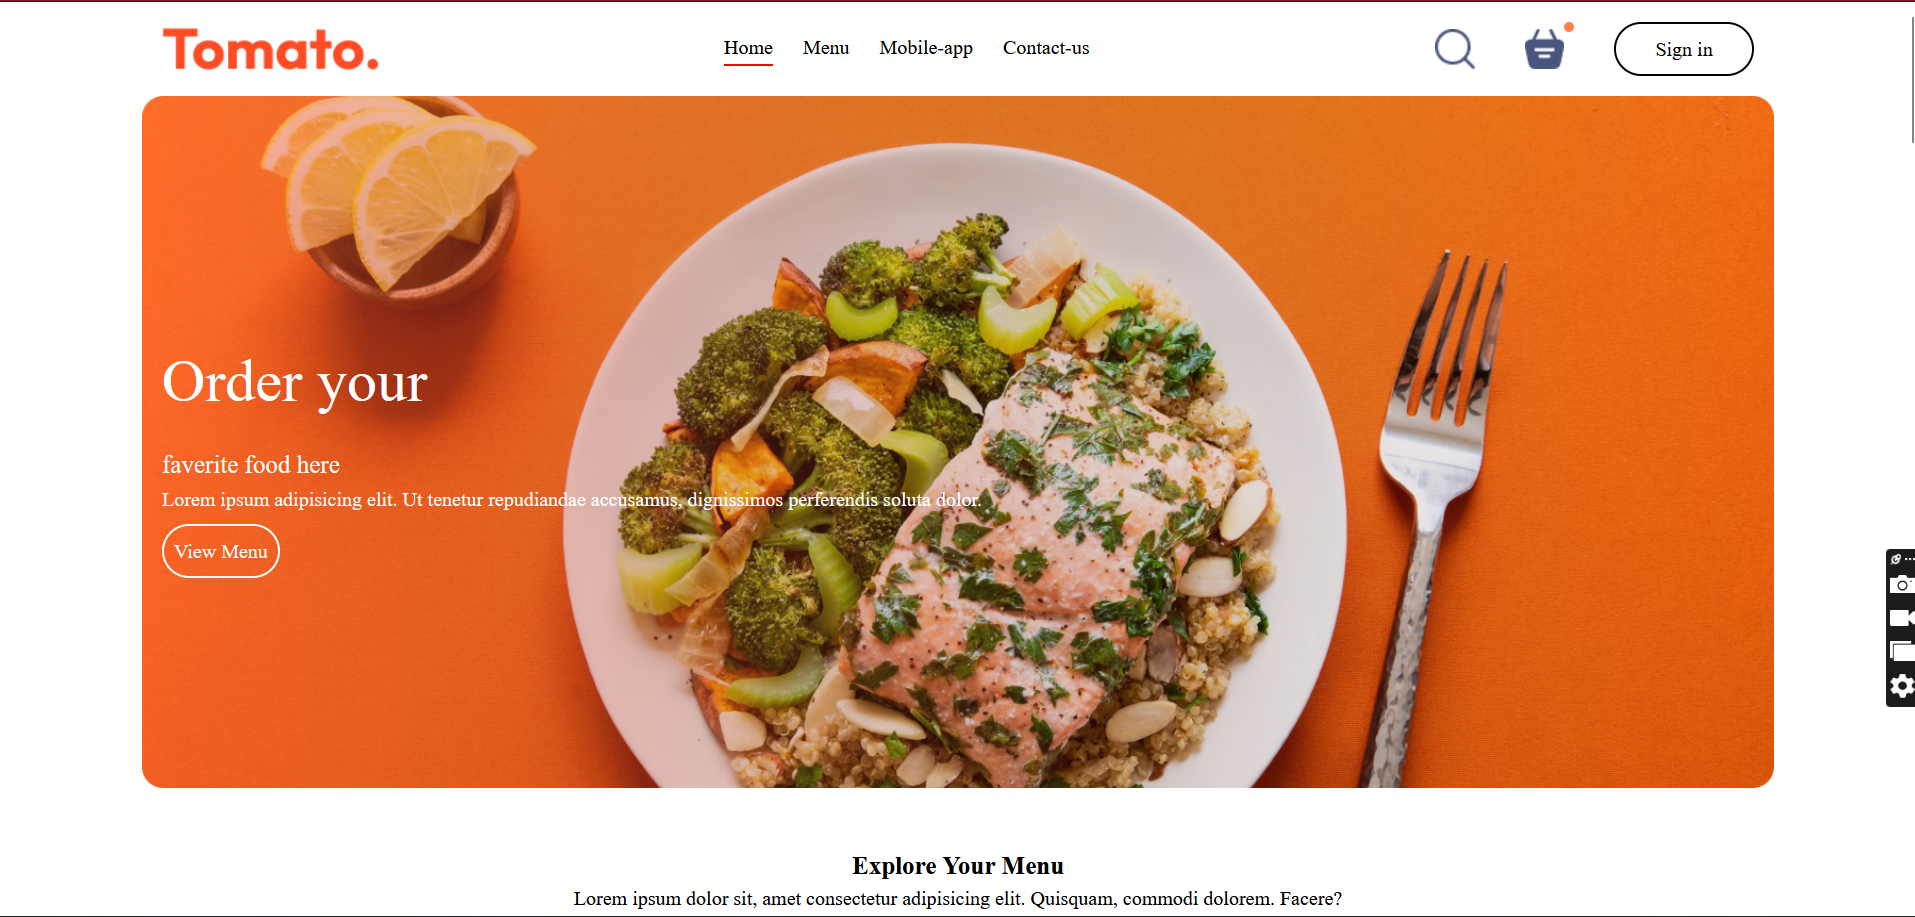 Tomato.
Home Menu Mobile-app Contact-us
Sign in
Order your
faverite food here
Lorem ipsum adipisicing elit. Ut tenetur repudiandae accusamus, dignissimos perferendis soluta dolor.
View Menu
Explore Your Menu
Lorem ipsum dolor sit, amet consectetur adipisicing elit. Quisquam, commodi dolorem. Facere?